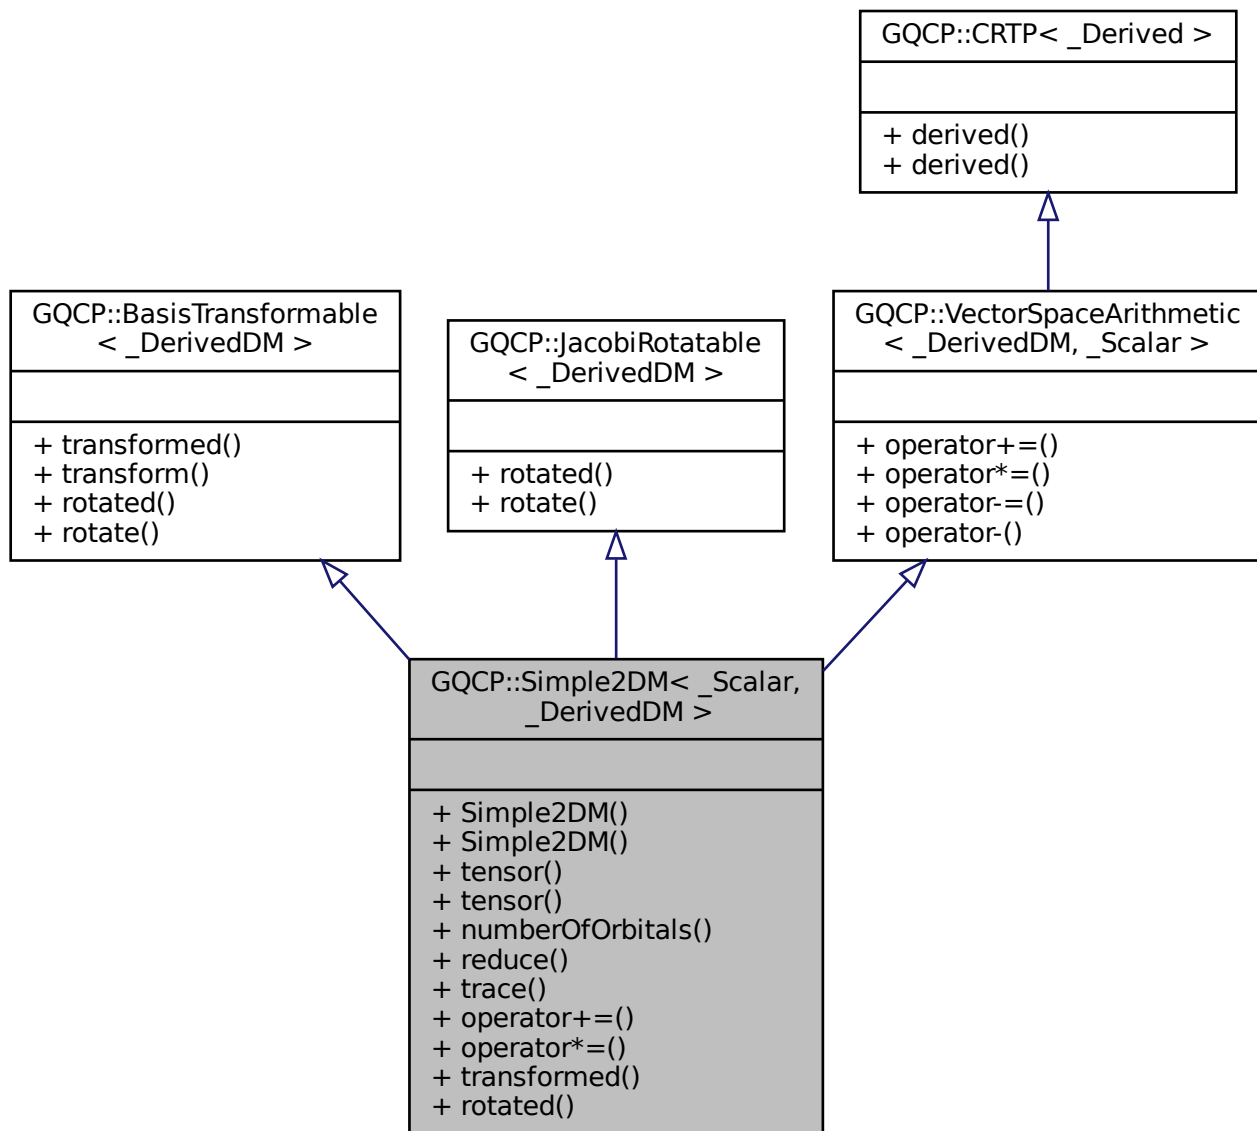 GQCP::CRTP< _Derived >
+ derived()
+ derived()
GQCP::BasisTransformable
< _DerivedDM >
+ transformed()
+ transform()
+ rotated()
+ rotate()
GQCP::JacobiRotatable
< _DerivedDM >
+ rotated()
+ rotate()
GQCP::VectorSpaceArithmetic
< _DerivedDM, _Scalar >
+ operator+=()
+ operator*=()
+ operator-=()
+ operator-()
GQCP::Simple2DM< _Scalar,
_DerivedDM >
+ Simple2DM()
+ Simple2DM()
+ tensor()
+ tensor()
+ numberOfOrbitals()
+ reduce()
+ trace()
+ operator+=()
+ operator*=()
+ transformed()
+ rotated()